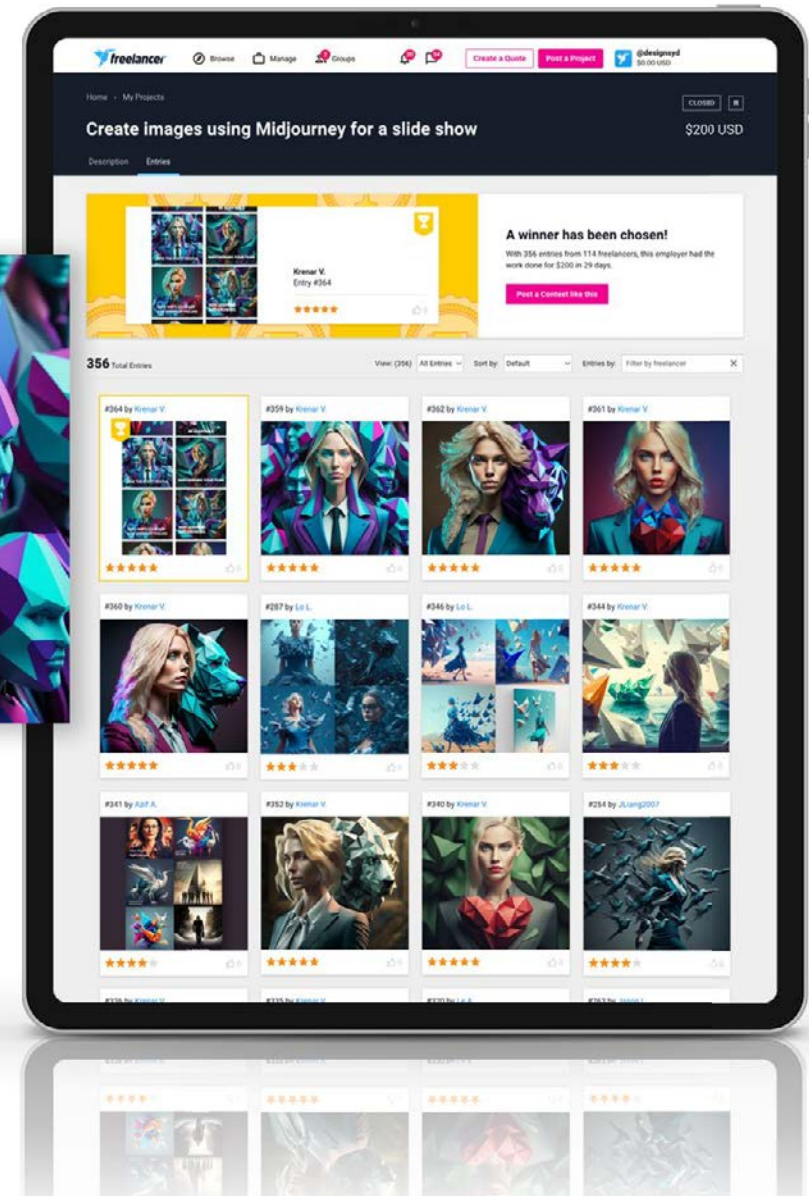 freelancer
Browse
Manage
Groups
Create a Quote
Post a Project
@designsyd
$0.00 USD
Home › My Projects
CLOSED
Create images using Midjourney for a slide show
$200 USD
Description
Entries
A winner has been chosen!
With 356 entries from 114 freelancers, this employer had the
work done for $200 in 29 days.
Post a Contest like this
Krenar V.
Entry #364
356 Total Entries
View: (356)
All Entries
Sort by:
Default
Entries by:
Filter by freelancer
#364 by Krenar V.
#359 by Krenar V.
#362 by Krenar V.
#361 by Krenar V.
#360 by Krenar V.
#287 by Lo L.
#346 by Lo L.
#344 by Krenar V.
#341 by Azif A.
#352 by Krenar V.
#340 by Krenar V.
#254 by JLiang2007